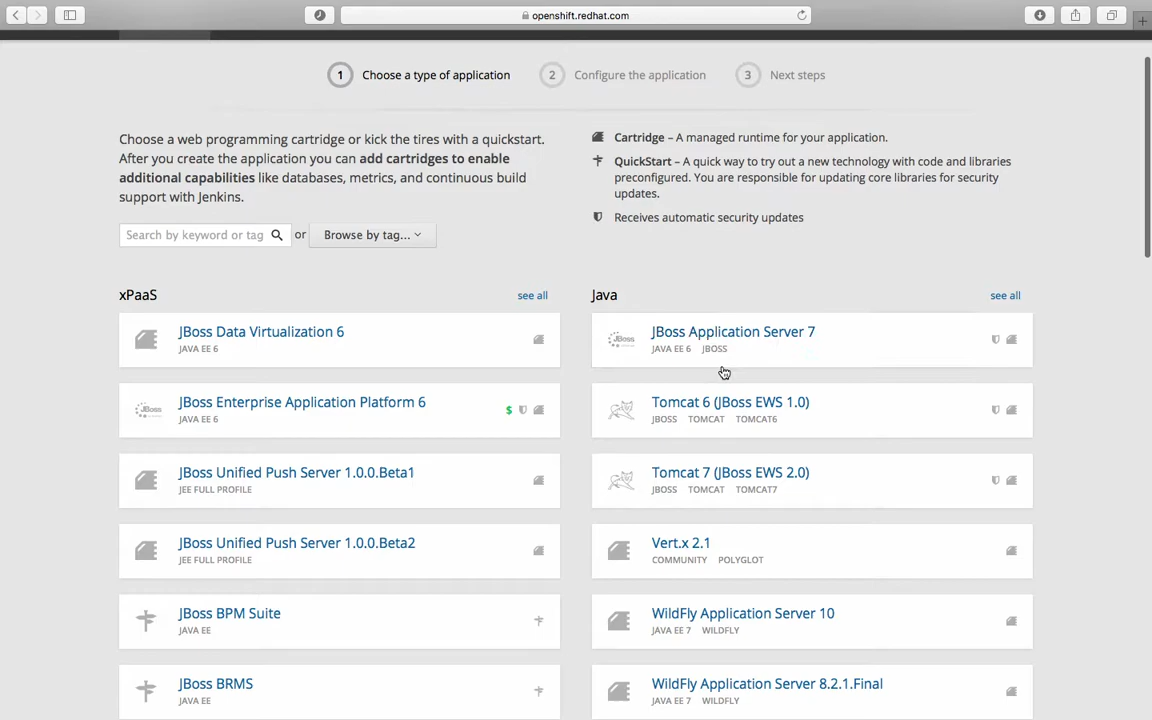 openshift.redhat.com
1 Choose a type of application
2 Configure the application
3 Next steps
Choose a web programming cartridge or kick the tires with a quickstart.
After you create the application you can add cartridges to enable
additional capabilities like databases, metrics, and continuous build
support with Jenkins.
Cartridge – A managed runtime for your application.
QuickStart – A quick way to try out a new technology with code and libraries
preconfigured. You are responsible for updating core libraries for security
updates.
Receives automatic security updates
Search by keyword or tag
or
Browse by tag...
xPaaS
see all
JBoss Data Virtualization 6
JAVA EE 6
JBoss Enterprise Application Platform 6
JAVA EE 6
$
JBoss Unified Push Server 1.0.0.Beta1
JEE FULL PROFILE
JBoss Unified Push Server 1.0.0.Beta2
JEE FULL PROFILE
JBoss BPM Suite
JAVA EE
JBoss BRMS
JAVA EE
Java
see all
JBoss
JBoss Application Server 7
JAVA EE 6 JBOSS
Tomcat 6 (JBoss EWS 1.0)
JBOSS TOMCAT TOMCAT6
Tomcat 7 (JBoss EWS 2.0)
JBOSS TOMCAT TOMCAT7
Vert.x 2.1
COMMUNITY POLYGLOT
WildFly Application Server 10
JAVA EE 7 WILDFLY
WildFly Application Server 8.2.1.Final
JAVA EE 7 WILDFLY